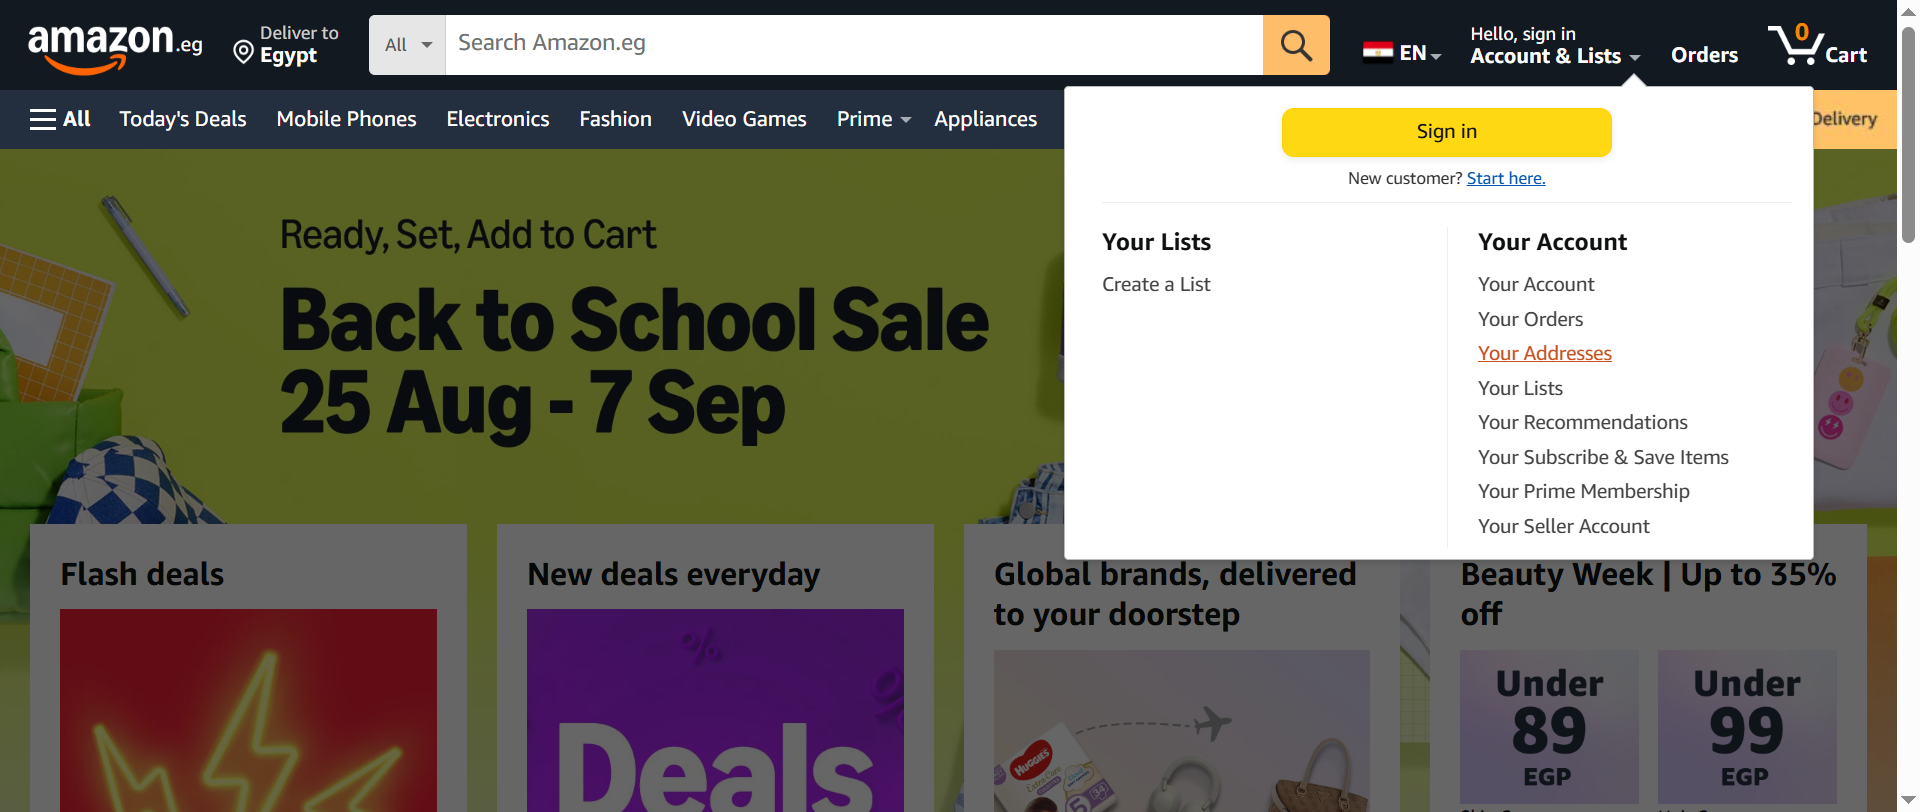 amazon.eg
Deliver to
Egypt
All
Search Amazon.eg
EN
Hello, sign in
Account & Lists
Orders
0
Cart
All
Today's Deals
Mobile Phones
Electronics
Fashion
Video Games
Prime
Appliances
Delivery
Sign in
New customer? Start here.
Your Lists
Create a List
Your Account
Your Account
Your Orders
Your Addresses
Your Lists
Your Recommendations
Your Subscribe & Save Items
Your Prime Membership
Your Seller Account
Ready, Set, Add to Cart
Back to School Sale
25 Aug - 7 Sep
Flash deals
New deals everyday
%
Deals
Global brands, delivered
to your doorstep
HUGGIES
Extra Care
5
34
Beauty Week | Up to 35%
off
Under
89
EGP
Under
99
EGP